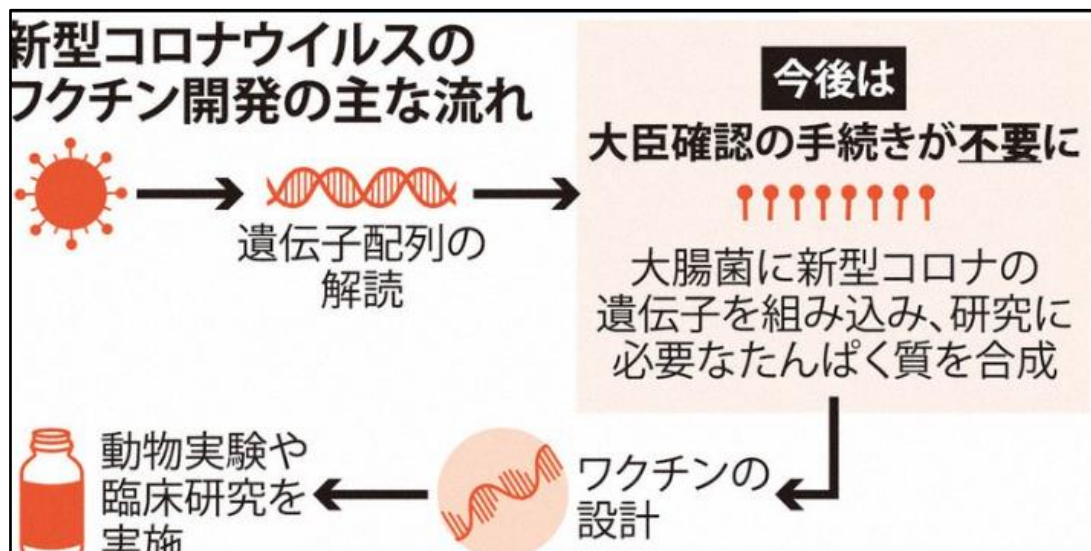 新型コロナウイルスの
ワクチン開発の主な流れ
遺伝子配列の
解読
今後は
大臣確認の手続きが不要に
大腸菌に新型コロナの
遺伝子を組み込み、研究に
必要なたんぱく質を合成
ワクチンの
設計
動物実験や
臨床研究を
実施